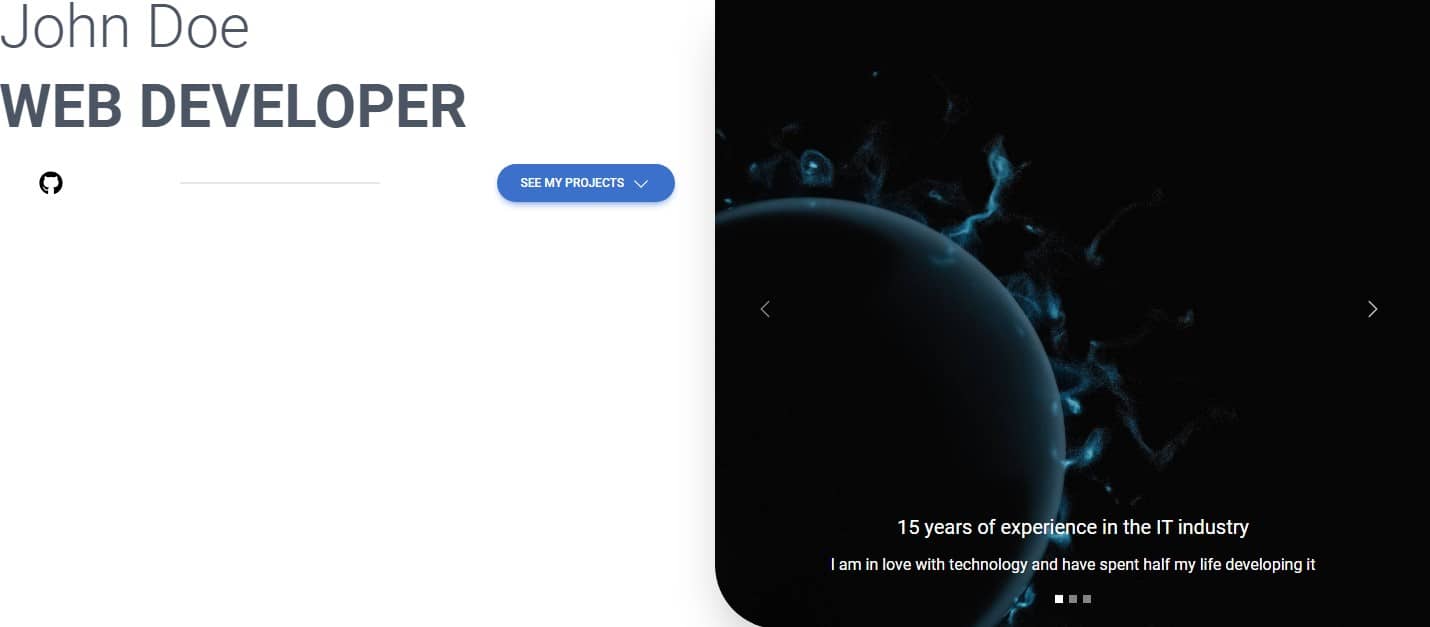 John Doe
WEB DEVELOPER
SEE MY PROJECTS
15 years of experience in the IT industry
I am in love with technology and have spent half my life developing it